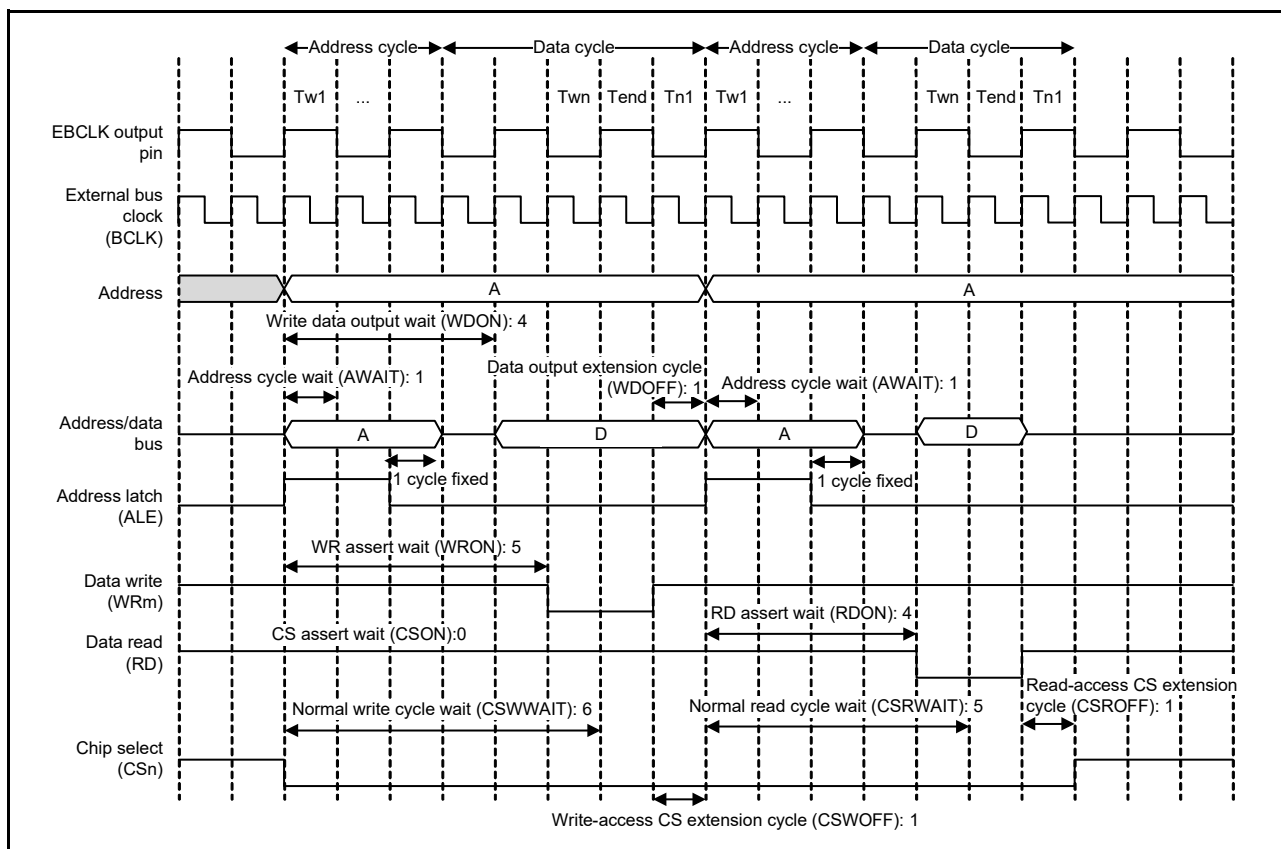 Address cycle Data cycle Address cycle Data cycle
Tw1 ... Twn Tend Tn1 Tw1 ... Twn Tend Tn1
EBCLK output
pin
External bus
clock
(BCLK)
Address
A A
Write data output wait (WDON): 4
Data output extension cycle
(WDOFF): 1
Address cycle wait (AWAIT): 1
Address cycle wait (AWAIT): 1
Address/data
bus
A D A D
1 cycle fixed 1 cycle fixed
Address latch
(ALE)
WR assert wait (WRON): 5
Data write
(WRm)
RD assert wait (RDON): 4
CS assert wait (CSON):0
Data read
(RD)
Read-access CS extension
cycle (CSROFF): 1
Normal write cycle wait (CSWWAIT): 6
Normal read cycle wait (CSRWAIT): 5
Chip select
(CSn)
Write-access CS extension cycle (CSWOFF): 1